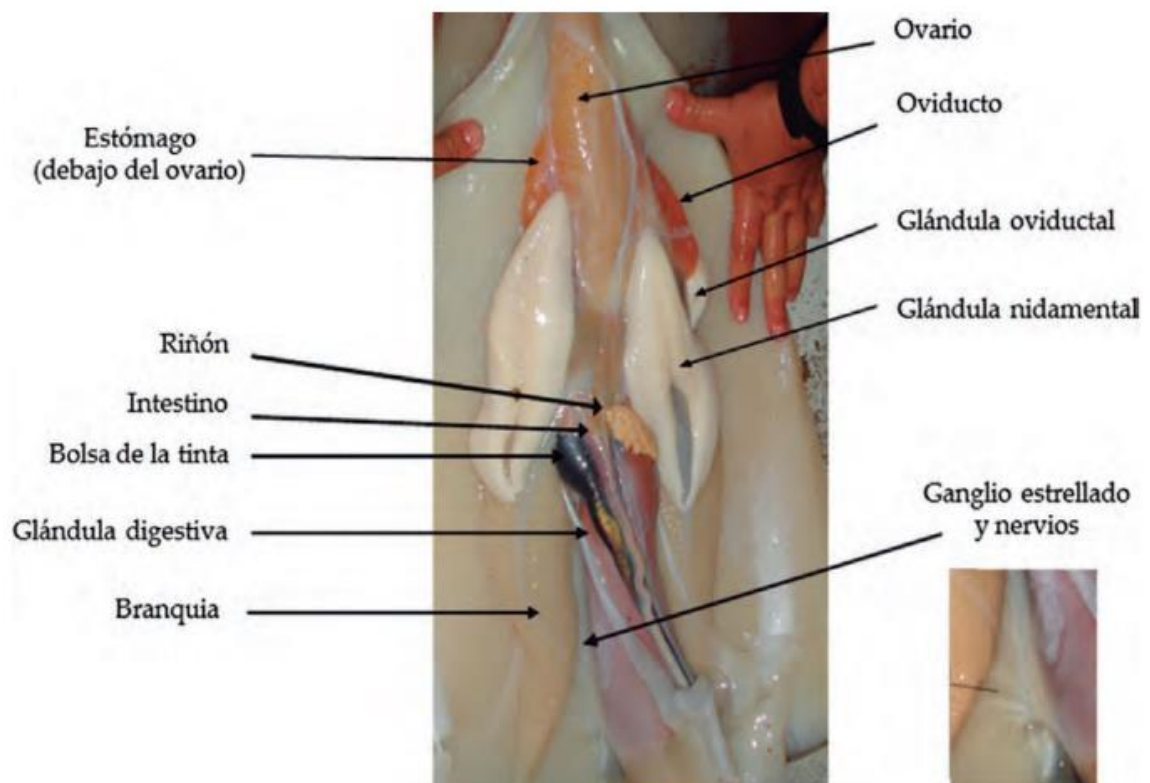 Ovario
Oviducto
Estómago
(debajo del ovario)
Glándula oviductal
Glándula nidamental
Riñón
Intestino
Bolsa de la tinta
Glándula digestiva
Ganglio estrellado
y nervios
Branquia